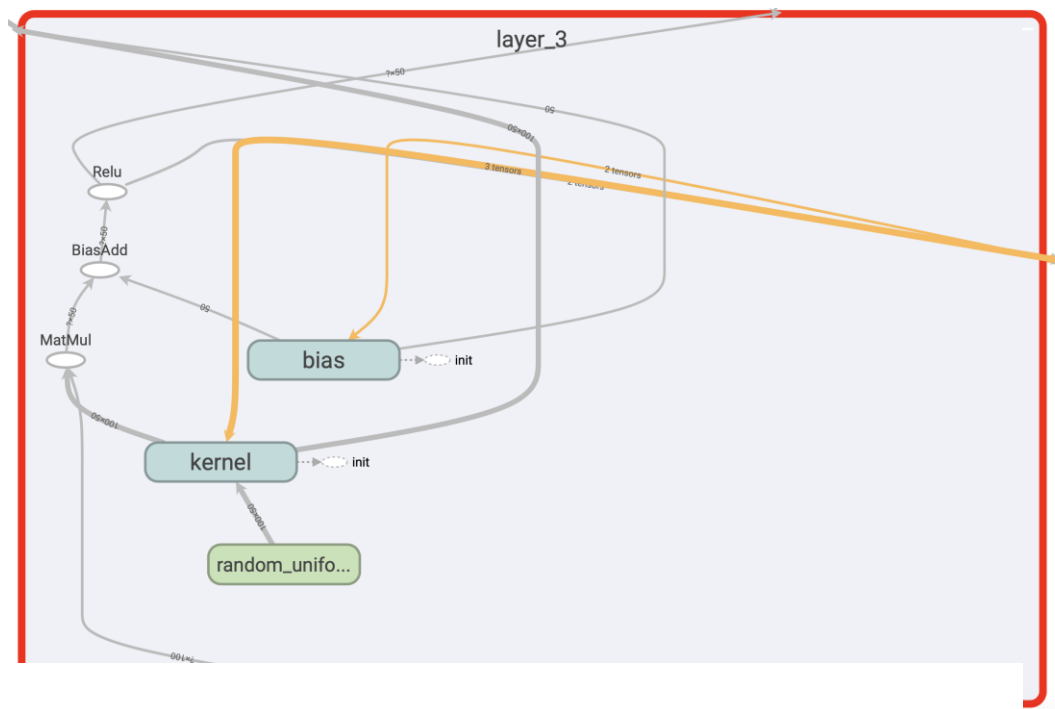 layer_3
?×50
50
100×50
Relu
3 tensors
2 tensors
2 tensors
?×50
BiasAdd
50
?×50
MatMul
bias
init
100×50
kernel
init
100×50
random_unifo...
?×100